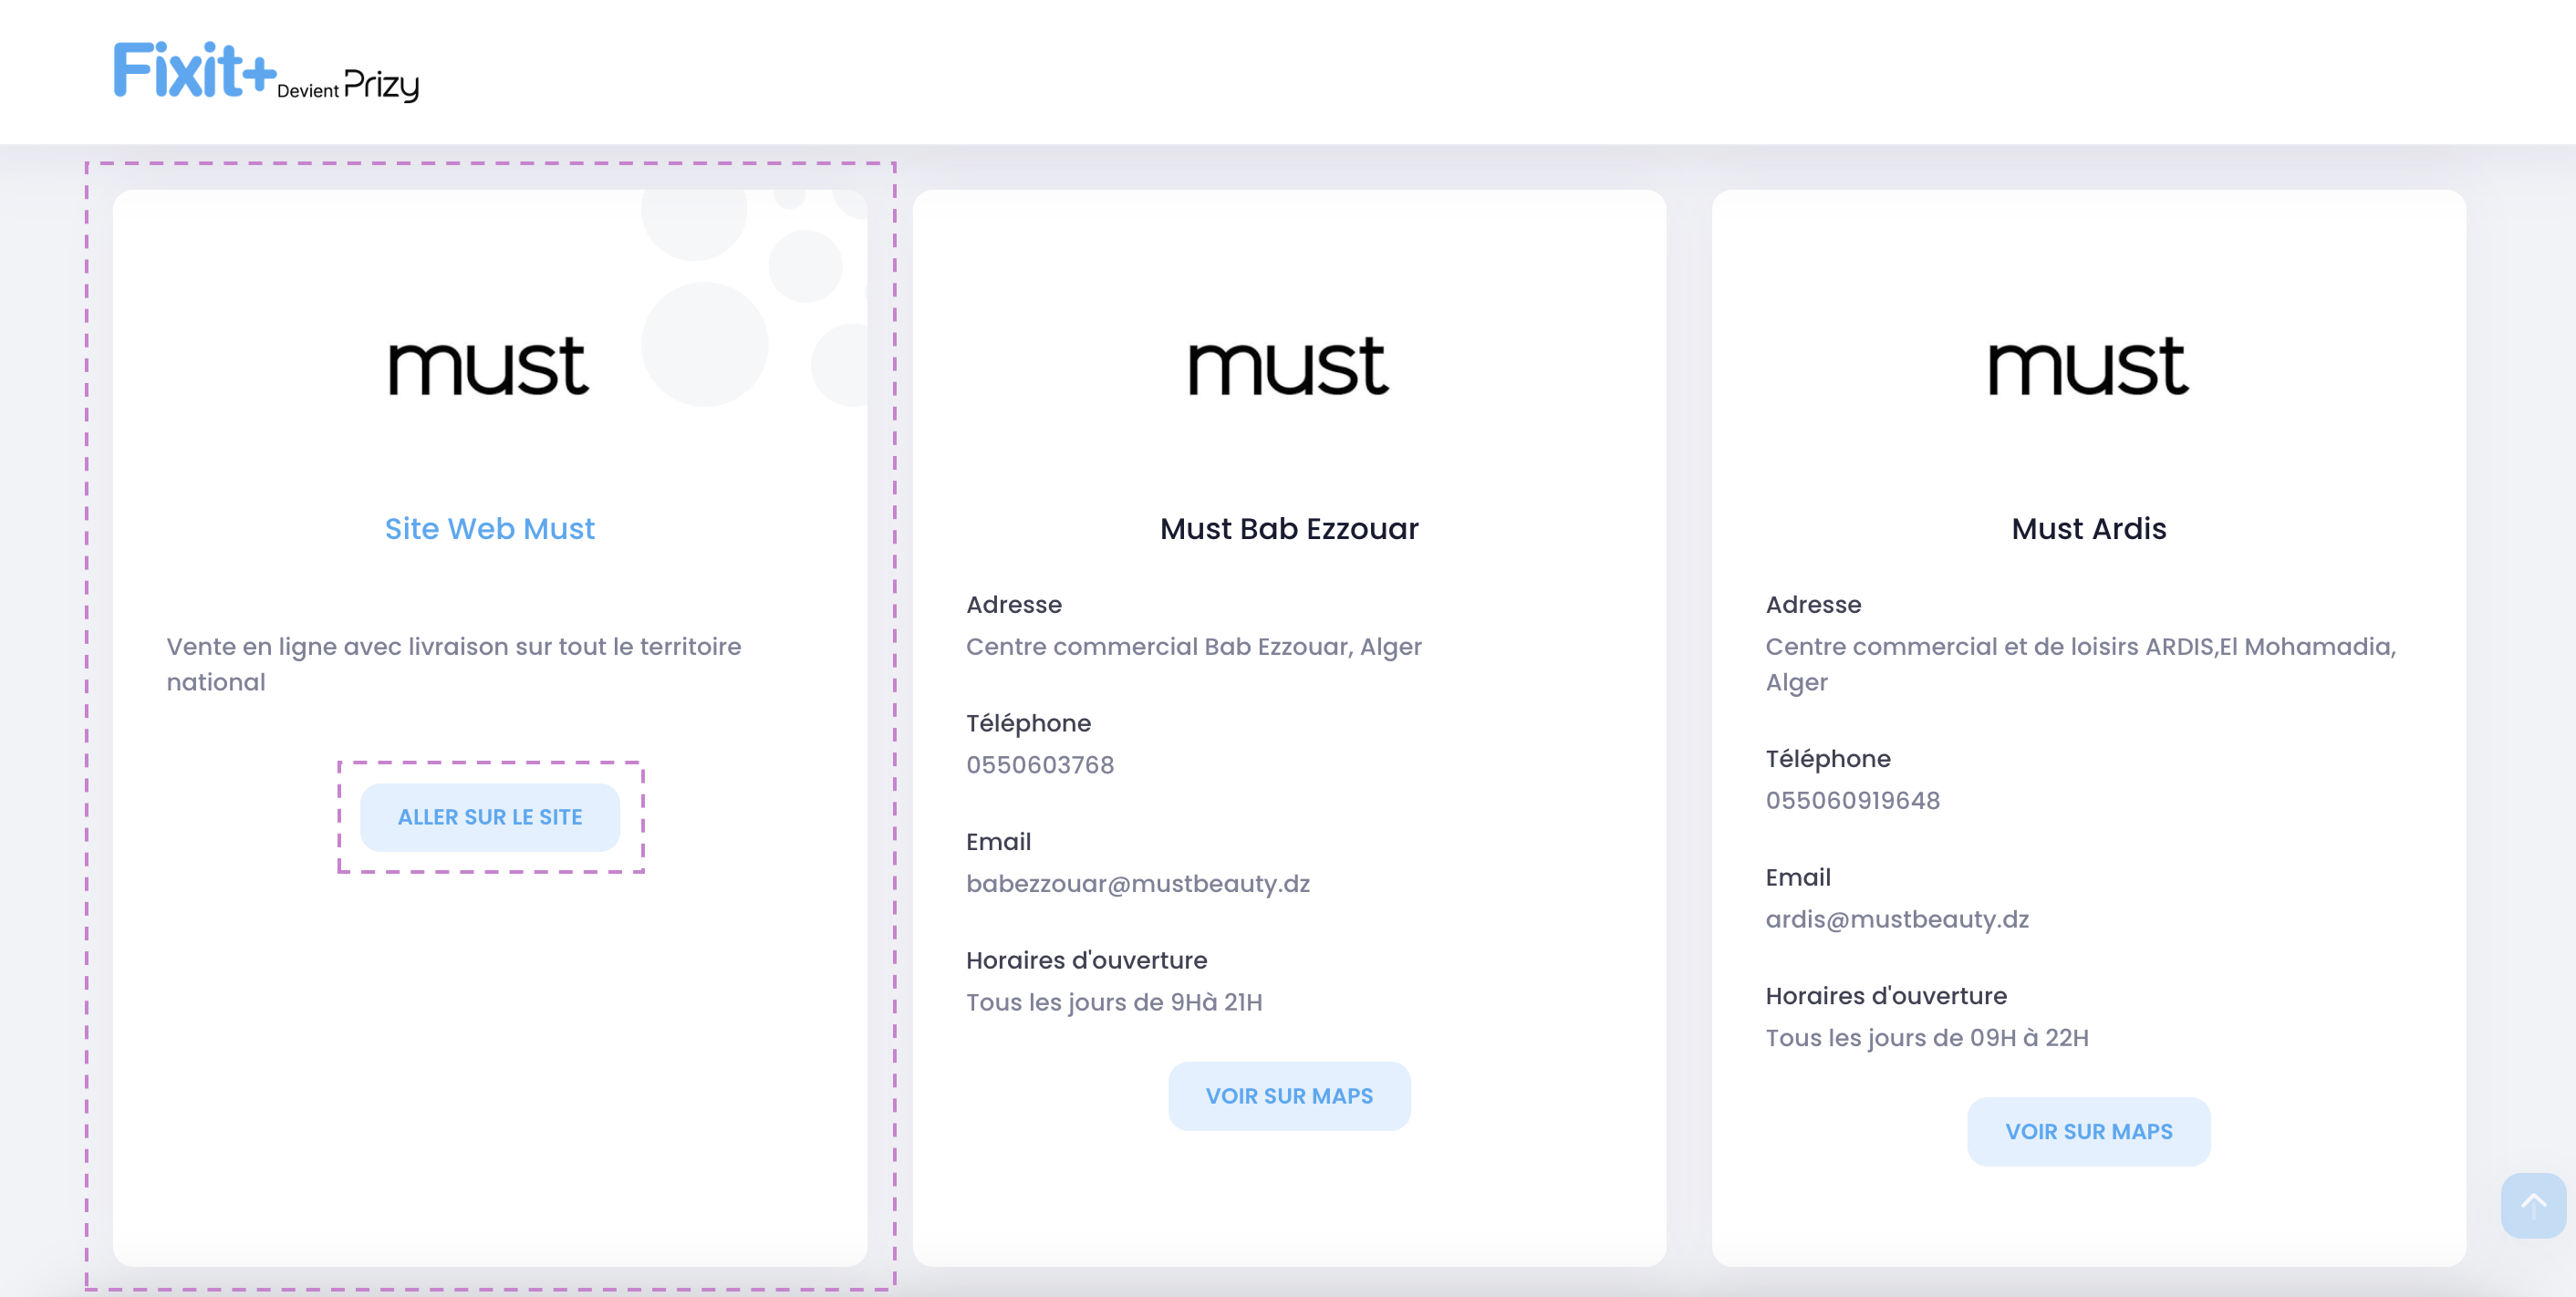 Fixit+ Devient Prizy
must
Site Web Must
Vente en ligne avec livraison sur tout le territoire
national
ALLER SUR LE SITE
must
Must Bab Ezzouar
Adresse
Centre commercial Bab Ezzouar, Alger
Téléphone
0550603768
Email
babezzouar@mustbeauty.dz
Horaires d'ouverture
Tous les jours de 9Hà 21H
VOIR SUR MAPS
must
Must Ardis
Adresse
Centre commercial et de loisirs ARDIS,El Mohamadia,
Alger
Téléphone
055060919648
Email
ardis@mustbeauty.dz
Horaires d'ouverture
Tous les jours de 09H à 22H
VOIR SUR MAPS